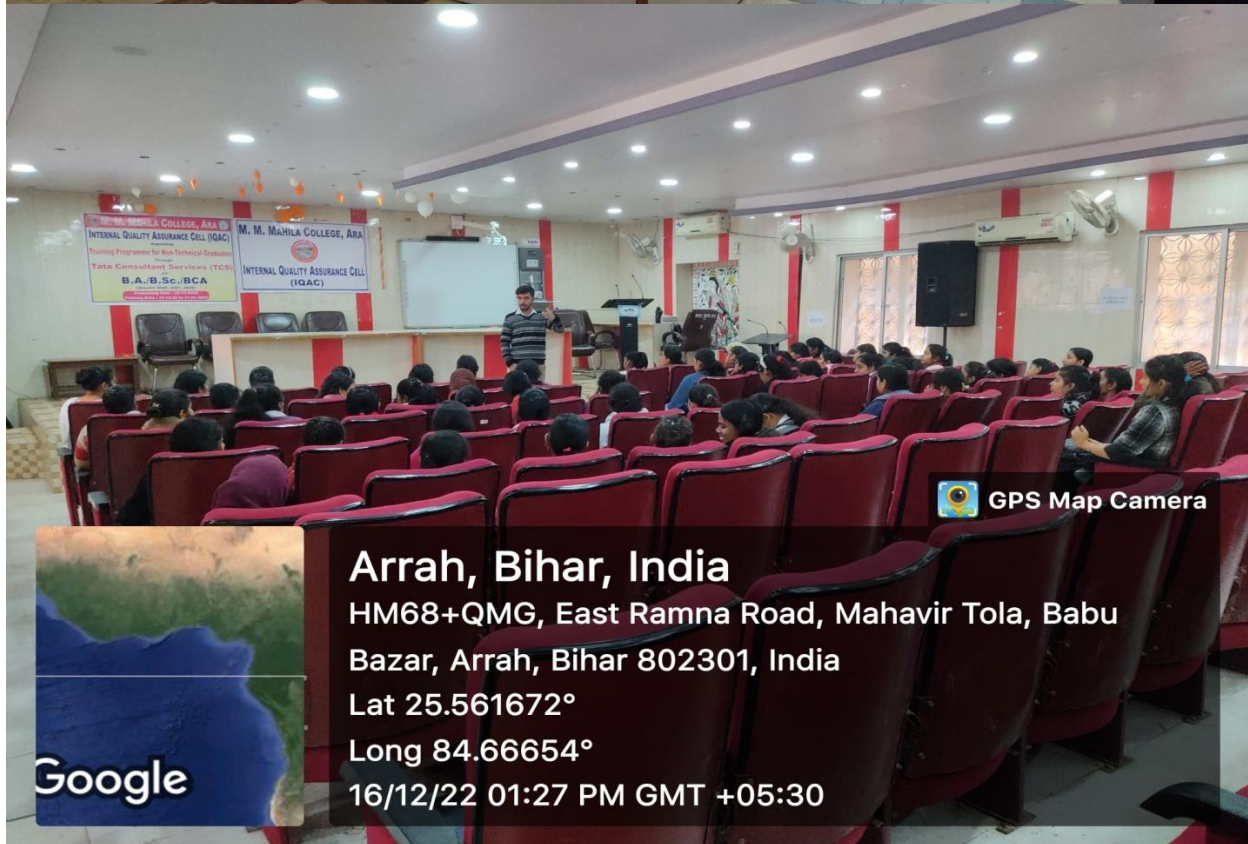 M. M. MAHILA COLLEGE, ARA
INTERNAL QUALITY ASSURANCE CELL (IQAC)
Training Programme for Non-Technical Graduates
Through
Tata Consultant Services (TCS)
B.A./B.Sc./BCA
M. M. MAHILA COLLEGE, ARA
INTERNAL QUALITY ASSURANCE CELL
(IQAC)
GPS Map Camera
Arrah, Bihar, India
HM68+QMG, East Ramna Road, Mahavir Tola, Babu
Bazar, Arrah, Bihar 802301, India
Lat 25.561672°
Long 84.66654°
16/12/22 01:27 PM GMT +05:30
Google